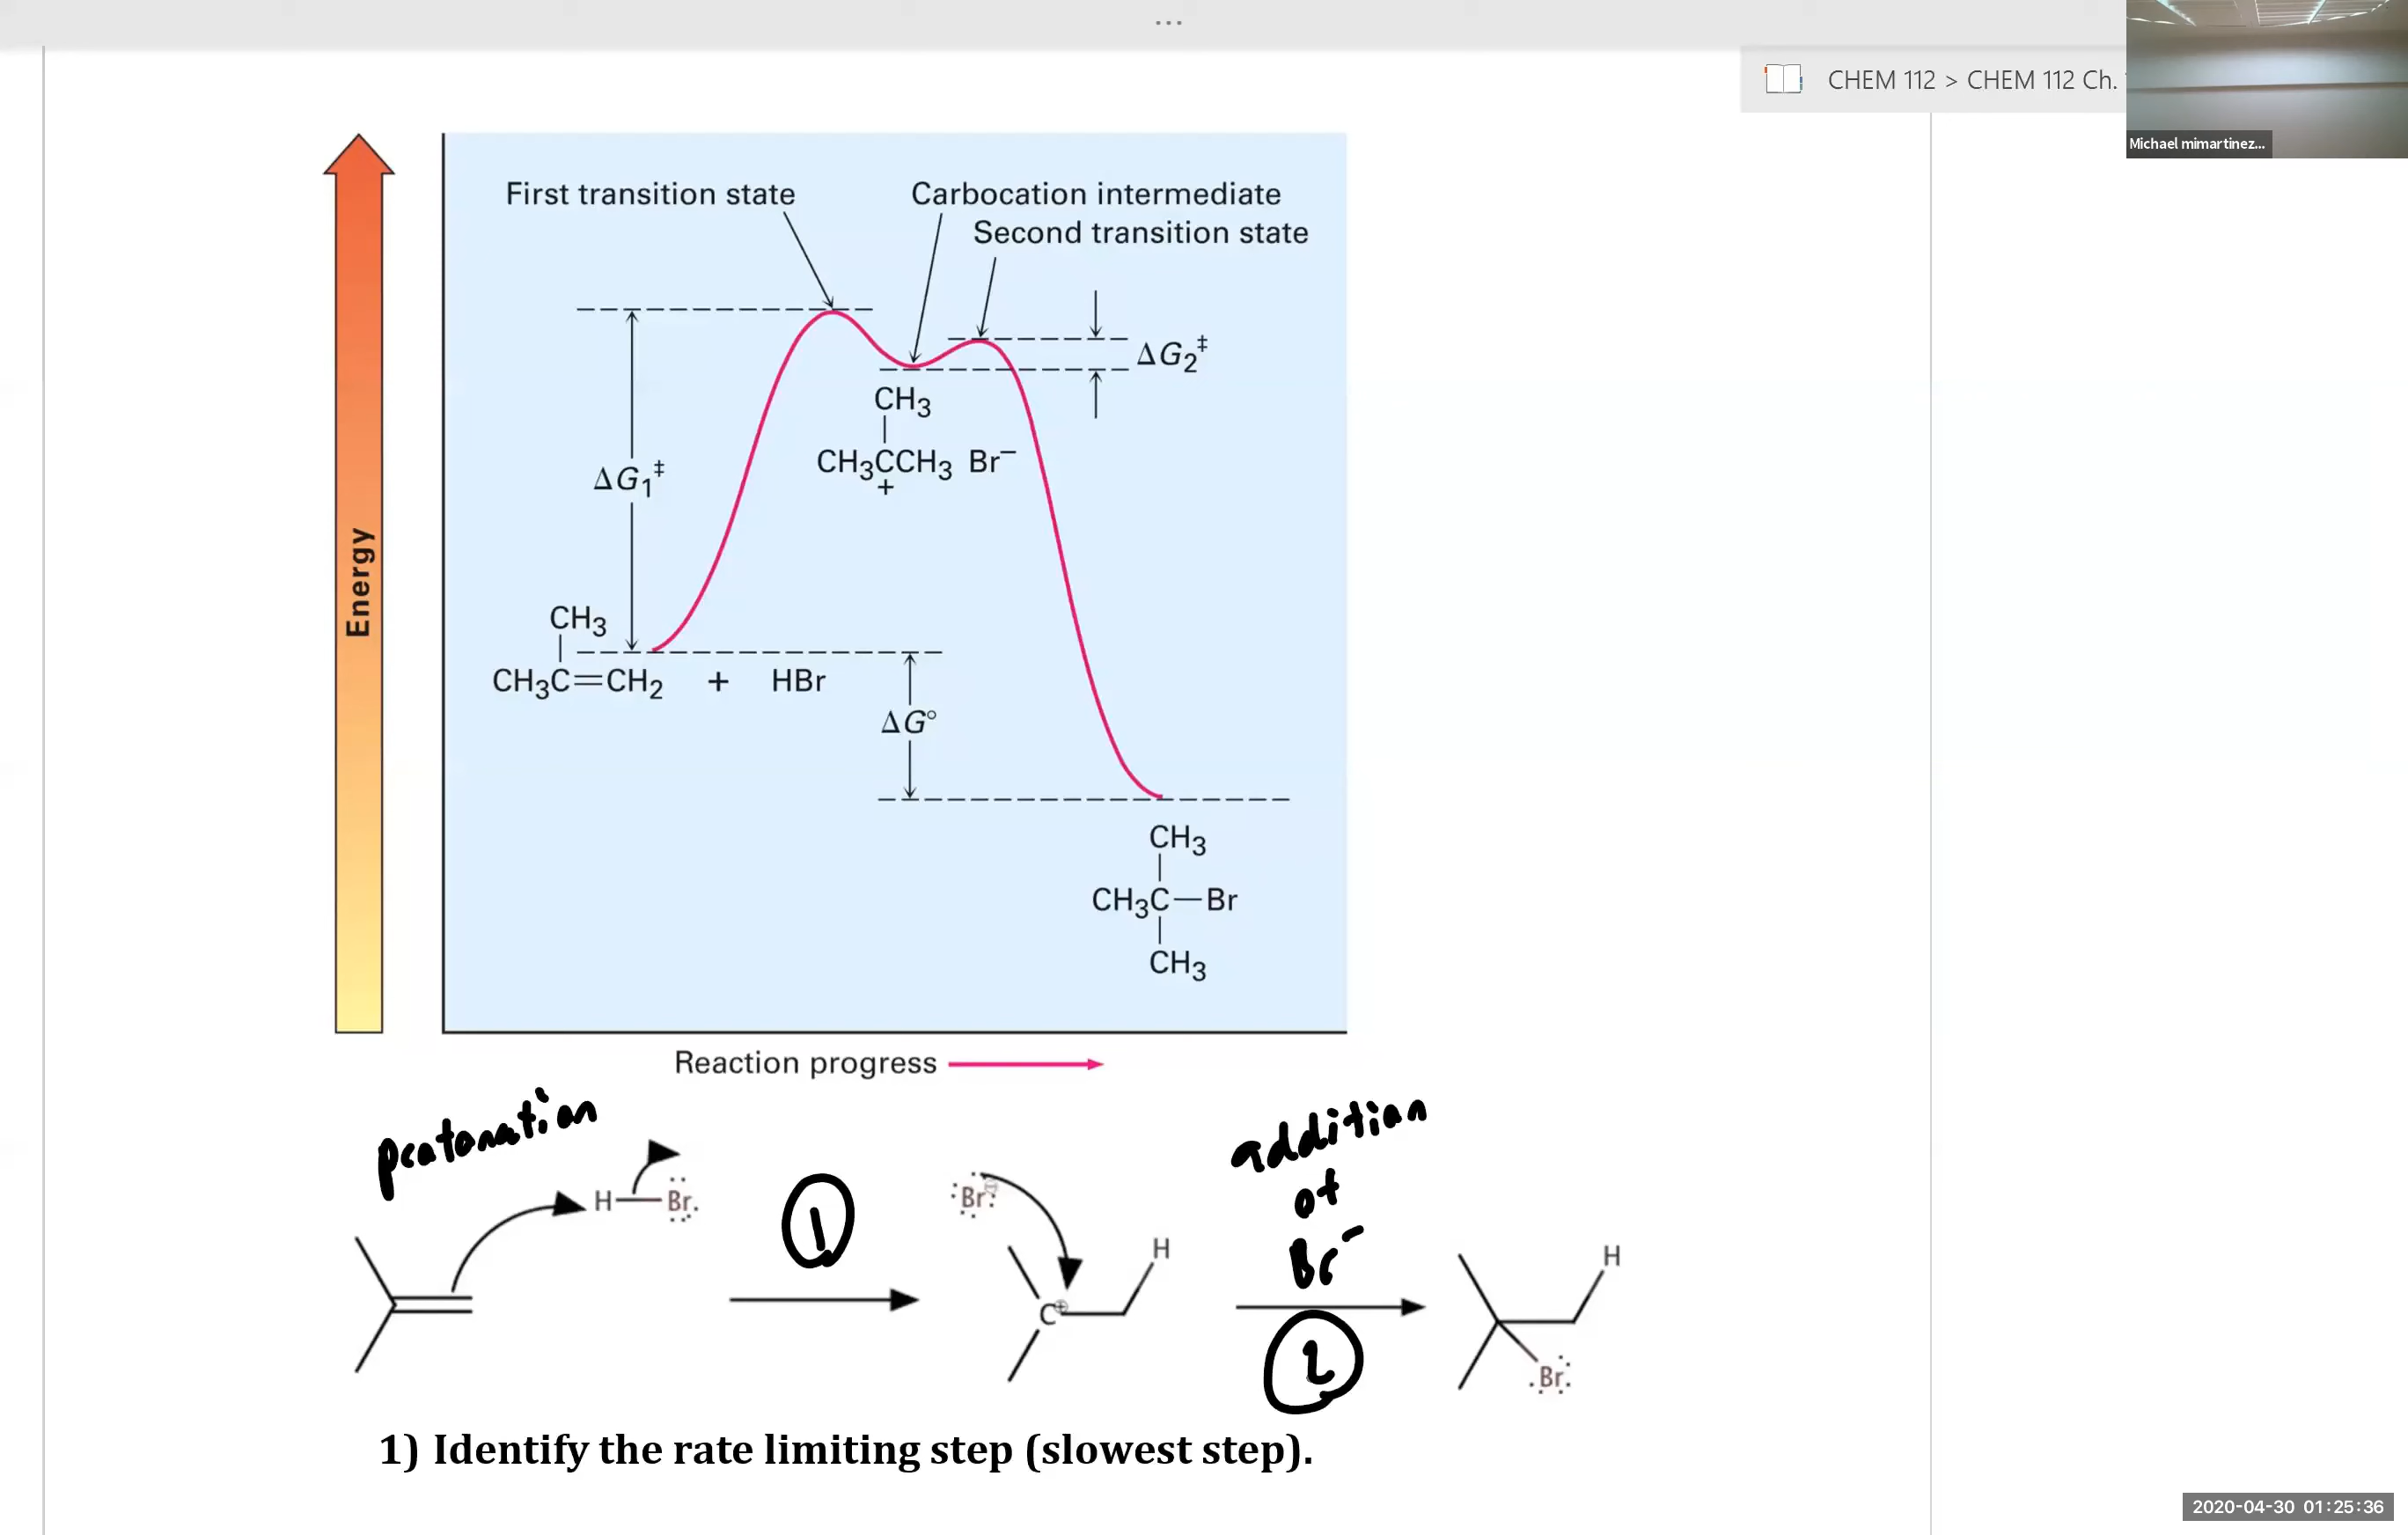 ...
CHEM 112 > CHEM 112 Ch.
Michael mimartinez...
First transition state
Carbocation intermediate
Second transition state
ΔG₂‡
CH₃
CH₃CCH₃ Br⁻
+
ΔG₁‡
Energy
CH₃
CH₃C=CH₂ + HBr
ΔG°
CH₃
CH₃C—Br
CH₃
Reaction progress
protonation
H—Br
1
Br
⊖
C⊕
H
addition
of
Br⁻
2
H
Br
1) Identify the rate limiting step (slowest step).
2020-04-30 01:25:36